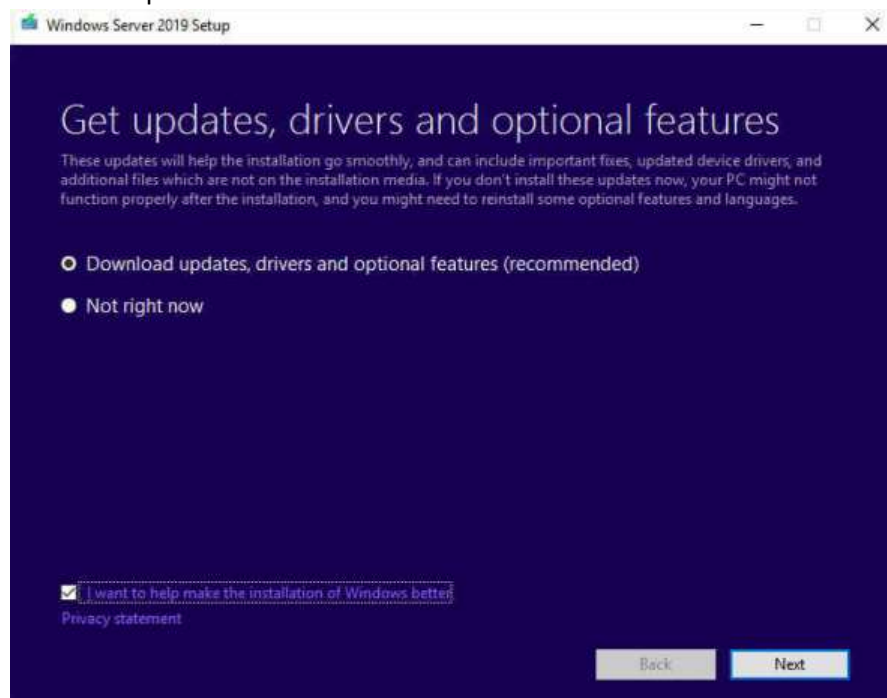 Windows Server 2019 Setup
Get updates, drivers and optional features
These updates will help the installation go smoothly, and can include important fixes, updated device drivers, and
additional files which are not on the installation media. If you don't install these updates now, your PC might not
function properly after the installation, and you might need to reinstall some optional features and languages.
Download updates, drivers and optional features (recommended)
Not right now
I want to help make the installation of Windows better
Privacy statement
Back Next